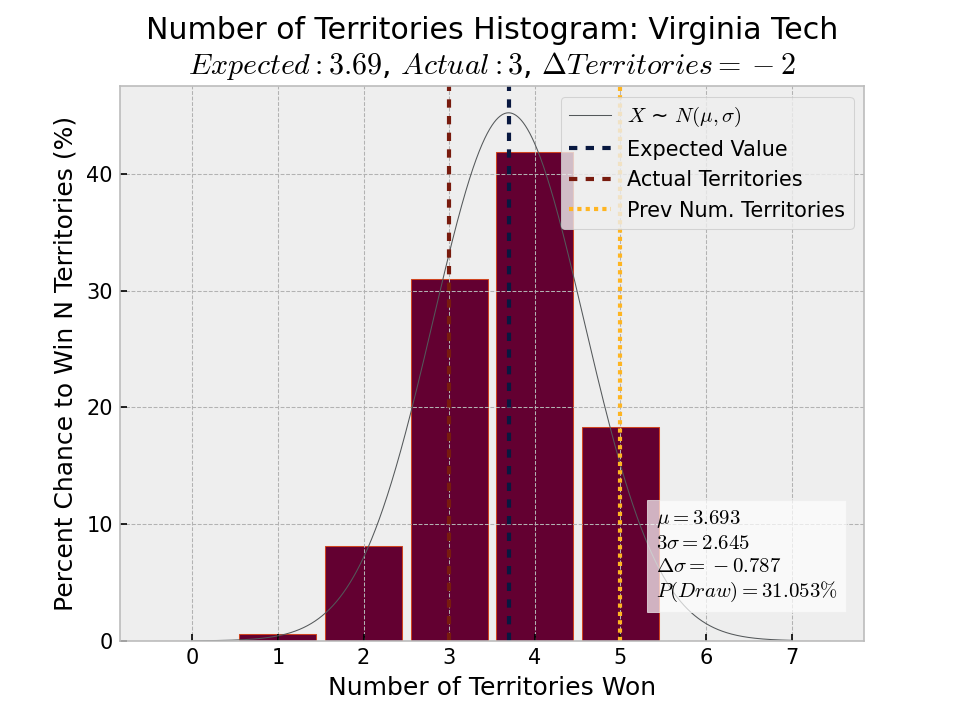 Number of Territories Histogram: Virginia Tech
Expected : 3.69, Actual : 3, ΔTerritories = −2
Percent Chance to Win N Territories (%)
40
30
20
10
0
X ~ N(μ, σ)
Expected Value
Actual Territories
Prev Num. Territories
μ = 3.693
3σ = 2.645
Δσ = −0.787
P(Draw) = 31.053%
0 1 2 3 4 5 6 7
Number of Territories Won